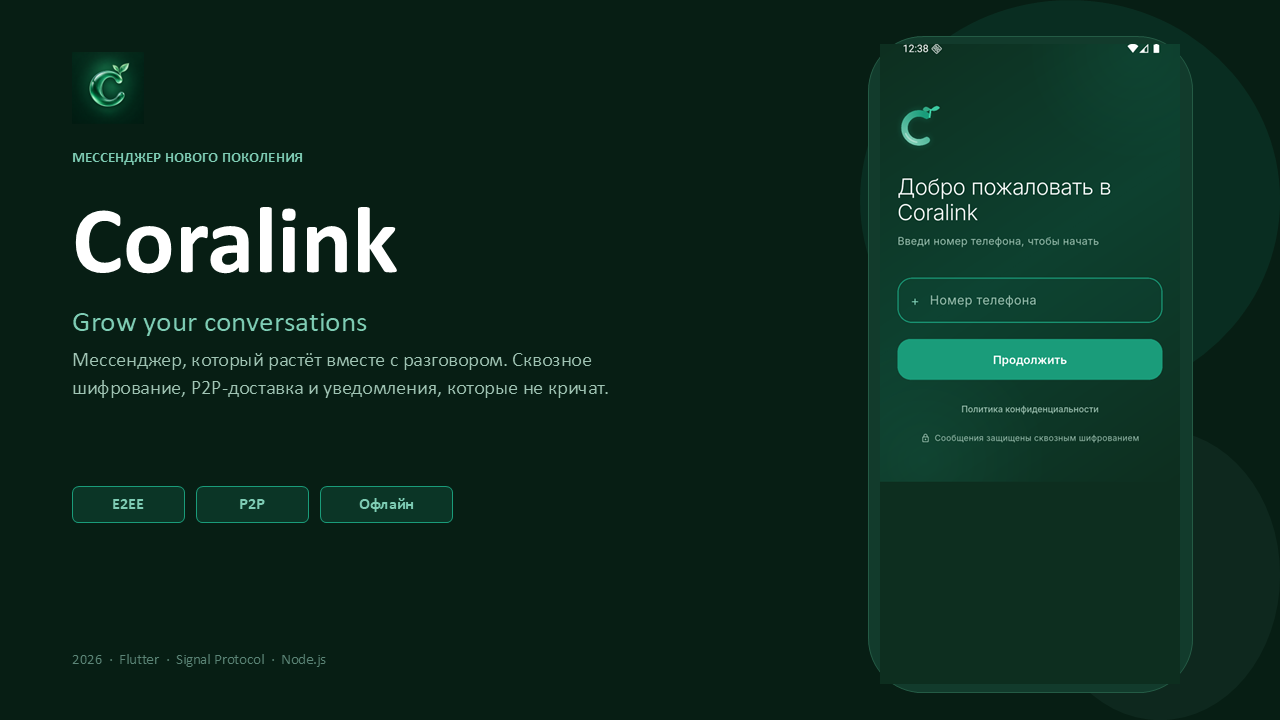 МЕССЕНДЖЕР НОВОГО ПОКОЛЕНИЯ
Coralink
Grow your conversations
Мессенджер, который растёт вместе с разговором. Сквозное
шифрование, P2P-доставка и уведомления, которые не кричат.
E2EE
P2P
Офлайн
2026 · Flutter · Signal Protocol · Node.js
12:38
Добро пожаловать в
Coralink
Введи номер телефона, чтобы начать
+ Номер телефона
Продолжить
Политика конфиденциальности
Сообщения защищены сквозным шифрованием